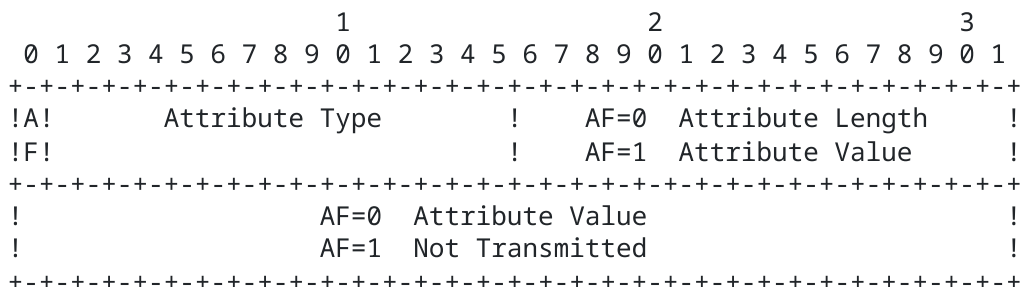 1                   2                   3
 0 1 2 3 4 5 6 7 8 9 0 1 2 3 4 5 6 7 8 9 0 1 2 3 4 5 6 7 8 9 0 1
+-+-+-+-+-+-+-+-+-+-+-+-+-+-+-+-+-+-+-+-+-+-+-+-+-+-+-+-+-+-+-+-+
!A!       Attribute Type        !    AF=0  Attribute Length     !
!F!                             !    AF=1  Attribute Value      !
+-+-+-+-+-+-+-+-+-+-+-+-+-+-+-+-+-+-+-+-+-+-+-+-+-+-+-+-+-+-+-+-+
!                   AF=0  Attribute Value                       !
!                   AF=1  Not Transmitted                       !
+-+-+-+-+-+-+-+-+-+-+-+-+-+-+-+-+-+-+-+-+-+-+-+-+-+-+-+-+-+-+-+-+